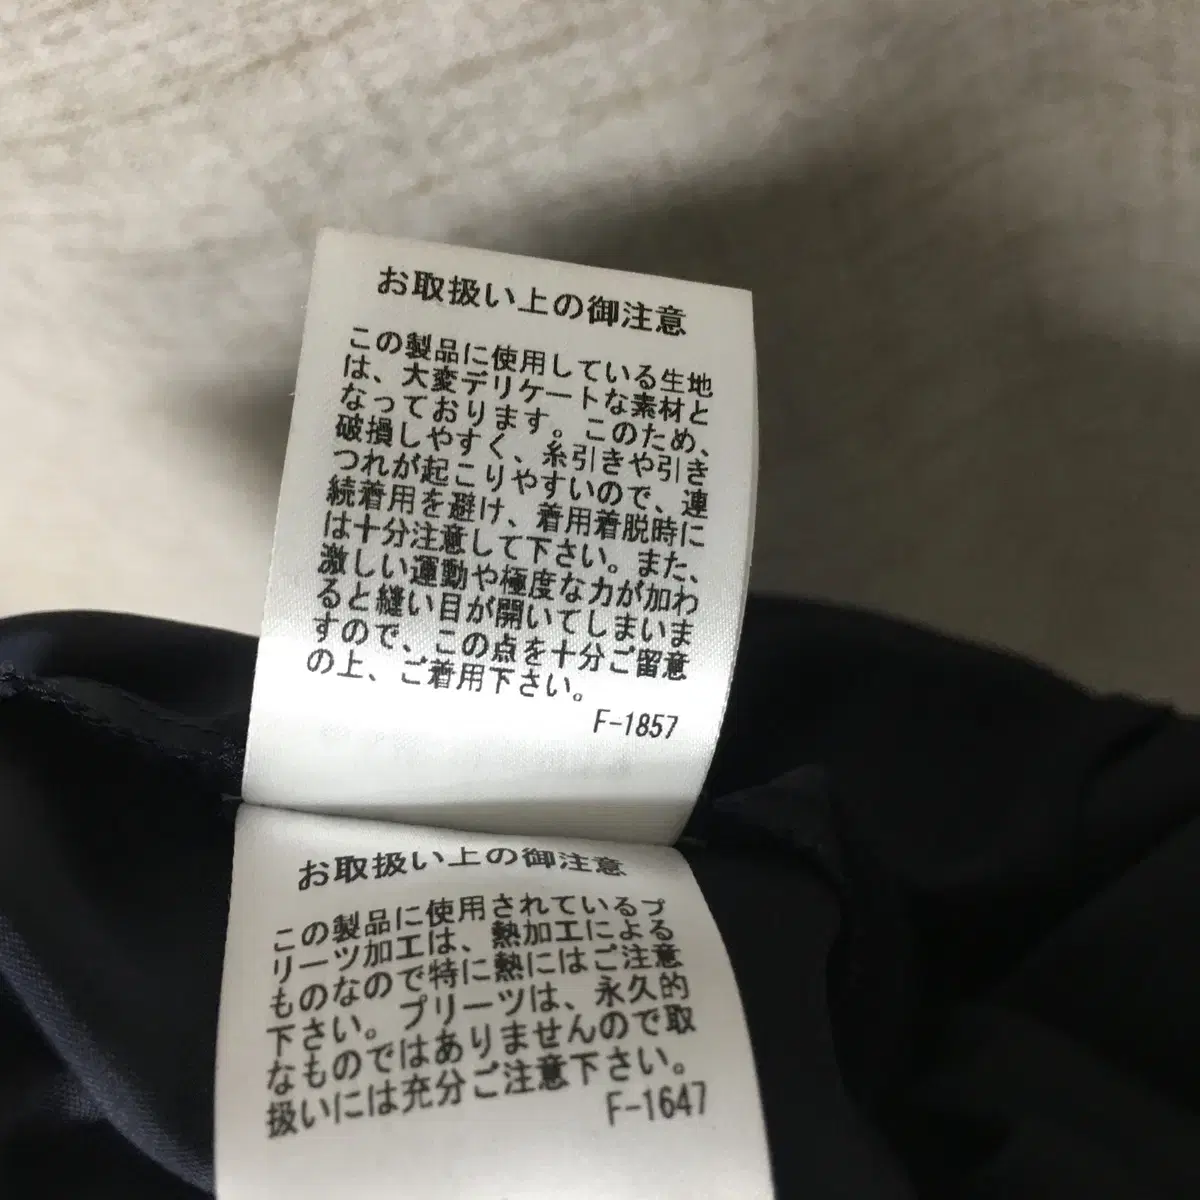 お取扱い上の御注意
この製品に使用している生地
は、大変デリケートな素材と
なっております。このため、
破損しやすく、糸引きや引き
つれが起こりやすいので、連
続着用を避け、着用着脱時に
は十分注意して下さい。また、
激しい運動や極度な力が加わ
ると縫い目が開いてしまいま
すので、この点を十分ご留意
の上、ご着用下さい。
F-1857
お取扱い上の御注意
この製品に使用されているプ
リーツ加工は、熱加工による
ものなので特に熱にはご注意
下さい。プリーツは、永久的
なものではありませんので取
扱いには充分ご注意下さい。
F-1647